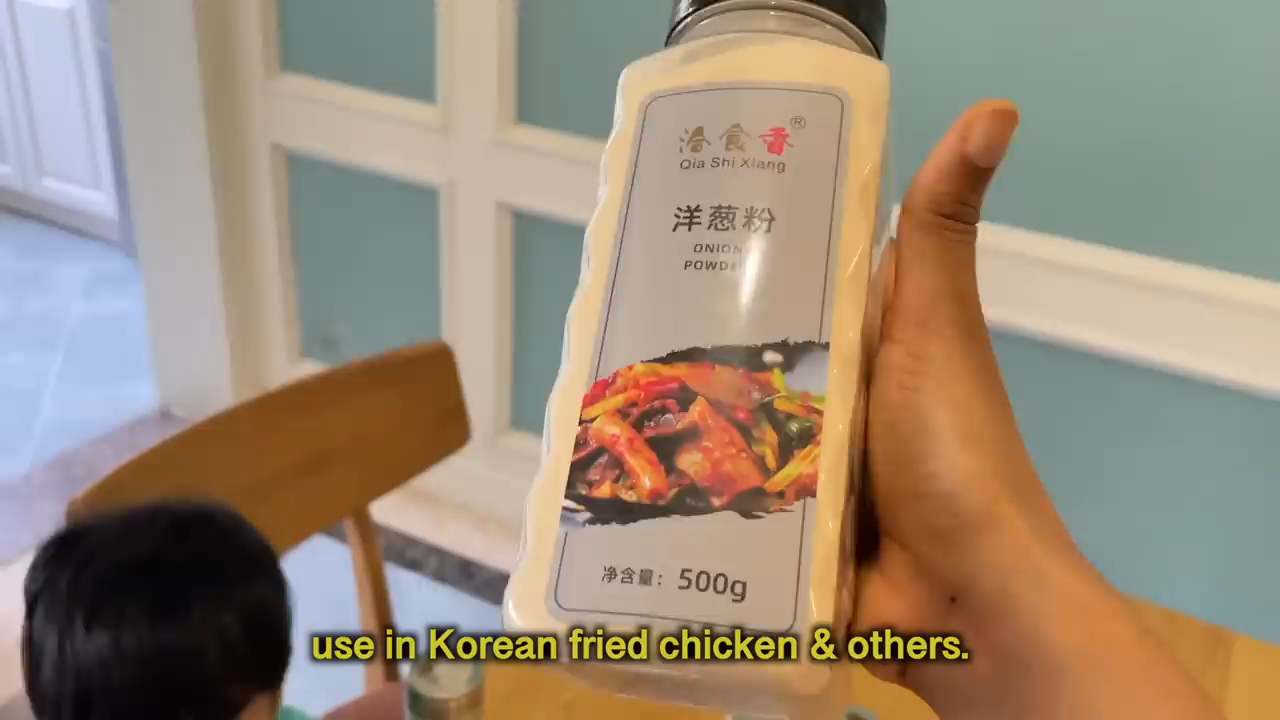 洽食香®
Qia Shi Xiang
洋葱粉
ONION
POWDER
净含量: 500g
use in Korean fried chicken & others.